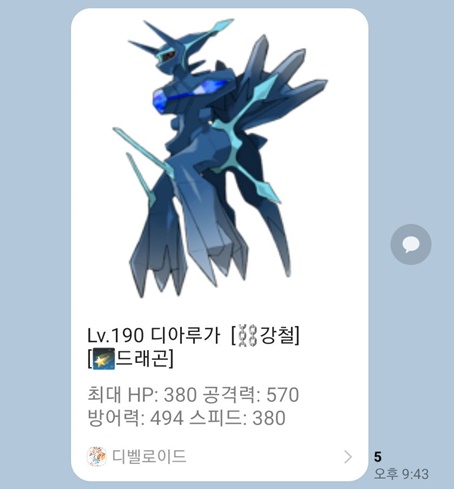 Lv.190 디아루가 [⛓강철]
[🌠드래곤]
최대 HP: 380 공격력: 570
방어력: 494 스피드: 380
디벨로이드
5
오후 9:43